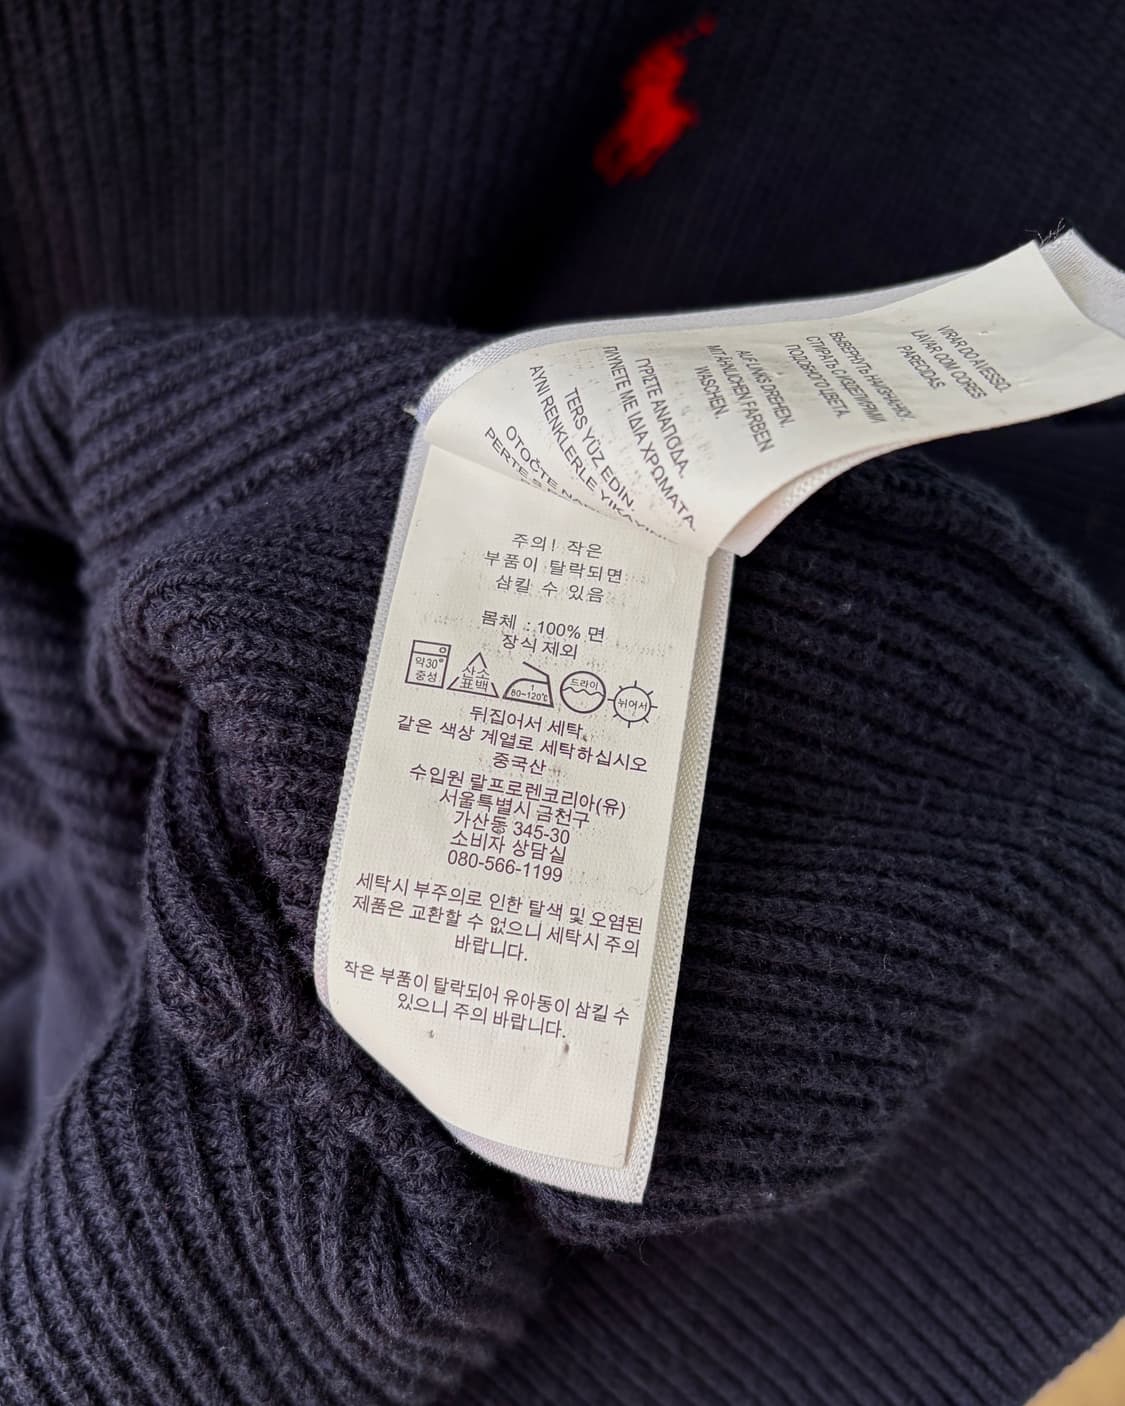 VIRAR DO AVESSO.
LAVAR COM CORES
PARECIDAS
ВЫВЕРНУТЬ НИЗНАНКУ.
СТИРАТЬ С ИЗДЕЛИЯМИ
ПОДОБНОГО ЦВЕТА.
AUF LINKS DREHEN.
MIT ÄHNLICHEN FARBEN
WASCHEN.
ΓΥΡΙΣΤΕ ΑΝΑΠΟΔΑ.
ΠΛΥΝΕΤΕ ΜΕ ΙΔΙΑ ΧΡΩΜΑΤΑ.
TERS YÜZ EDIN.
AYNI RENKLERLE YIKAYIN
OTOČTE
PERTE S
주의! 작은
부품이 탈락되면
삼킬 수 있음
몸체 : 100% 면
장식 제외
약30° 중성 산소 표백 80~120℃ 드라이 뉘어서
뒤집어서 세탁.
같은 색상 계열로 세탁하십시오
중국산
수입원 랄프로렌코리아(유)
서울특별시 금천구
가산동 345-30
소비자 상담실
080-566-1199
세탁시 부주의로 인한 탈색 및 오염된
제품은 교환할 수 없으니 세탁시 주의
바랍니다.
작은 부품이 탈락되어 유아동이 삼킬 수
있으니 주의 바랍니다.